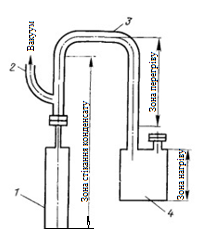 Вакуум
2
3
Зона стікання конденсату
Зона перегріву
Зона нагріву
1
4